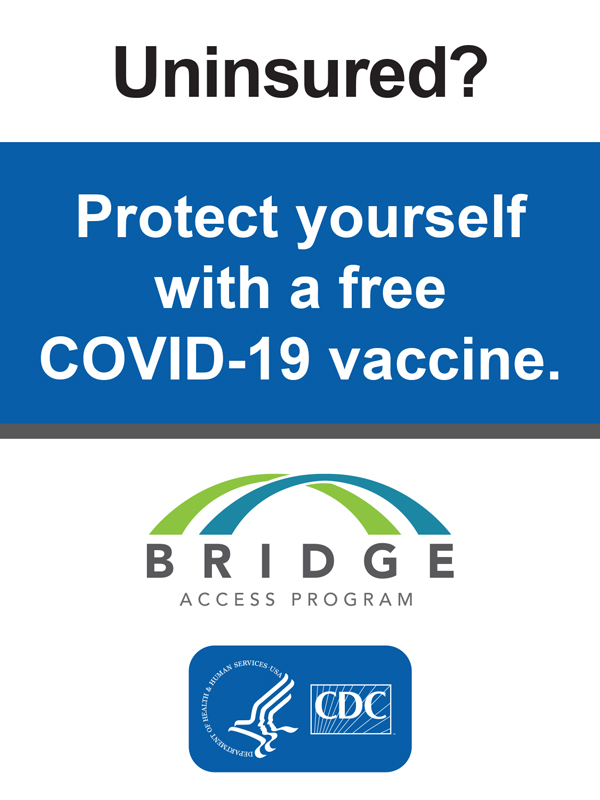 Uninsured?
Protect yourself
with a free
COVID-19 vaccine.
BRIDGE
ACCESS PROGRAM
DEPARTMENT OF HEALTH & HUMAN SERVICES · USA
CDC